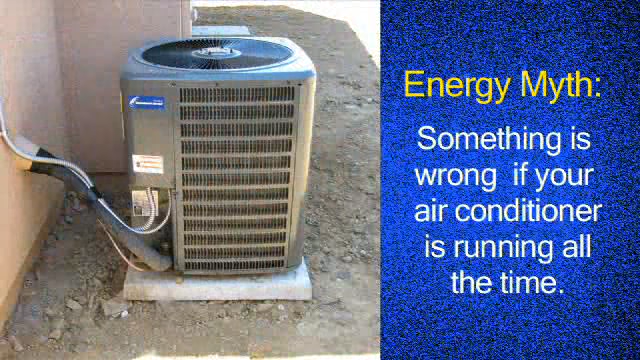 Energy Myth:
Something is
wrong if your
air conditioner
is running all
the time.